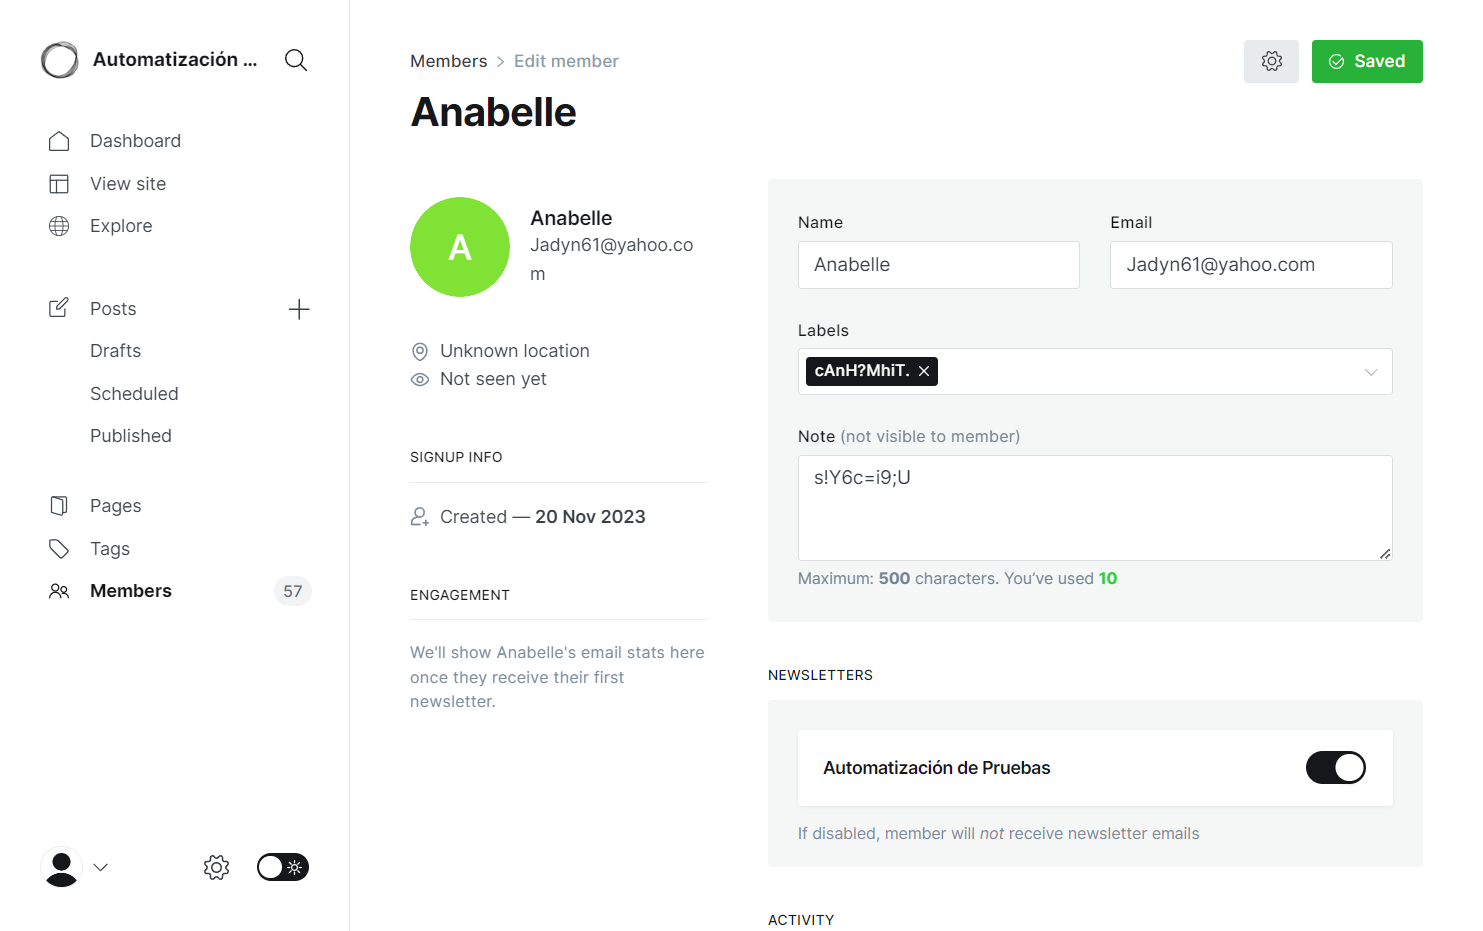 Automatización ...
Dashboard
View site
Explore
Posts
Drafts
Scheduled
Published
Pages
Tags
Members 57
Members > Edit member
Saved
Anabelle
A
Anabelle
Jadyn61@yahoo.co
m
Unknown location
Not seen yet
SIGNUP INFO
Created — 20 Nov 2023
ENGAGEMENT
We'll show Anabelle's email stats here
once they receive their first
newsletter.
Name Email
Anabelle Jadyn61@yahoo.com
Labels
cAnH?MhiT.
Note (not visible to member)
s!Y6c=i9;U
Maximum: 500 characters. You've used 10
NEWSLETTERS
Automatización de Pruebas
If disabled, member will not receive newsletter emails
ACTIVITY